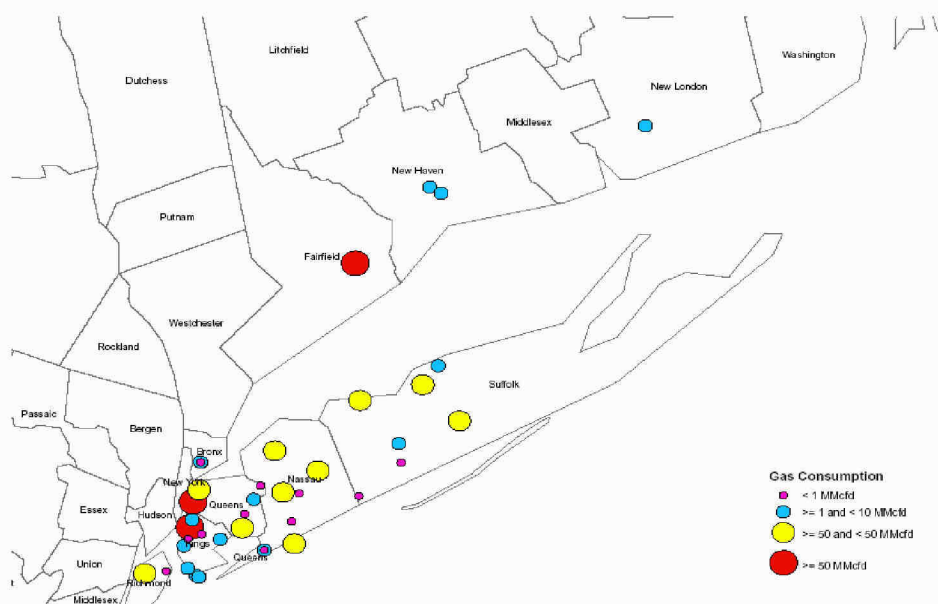 Litchfield
Washington
Dutchess
New London
Middlesex
New Haven
Putnam
Fairfield
Westchester
Rockland
Suffolk
Passaic
Bergen
Bronx
Nassau
New York
Essex
Queens
Hudson
Kings
Queens
Union
Richmond
Middlesex
Gas Consumption
< 1 MMcfd
>= 1 and < 10 MMcfd
>= 50 and < 50 MMcfd
>= 50 MMcfd